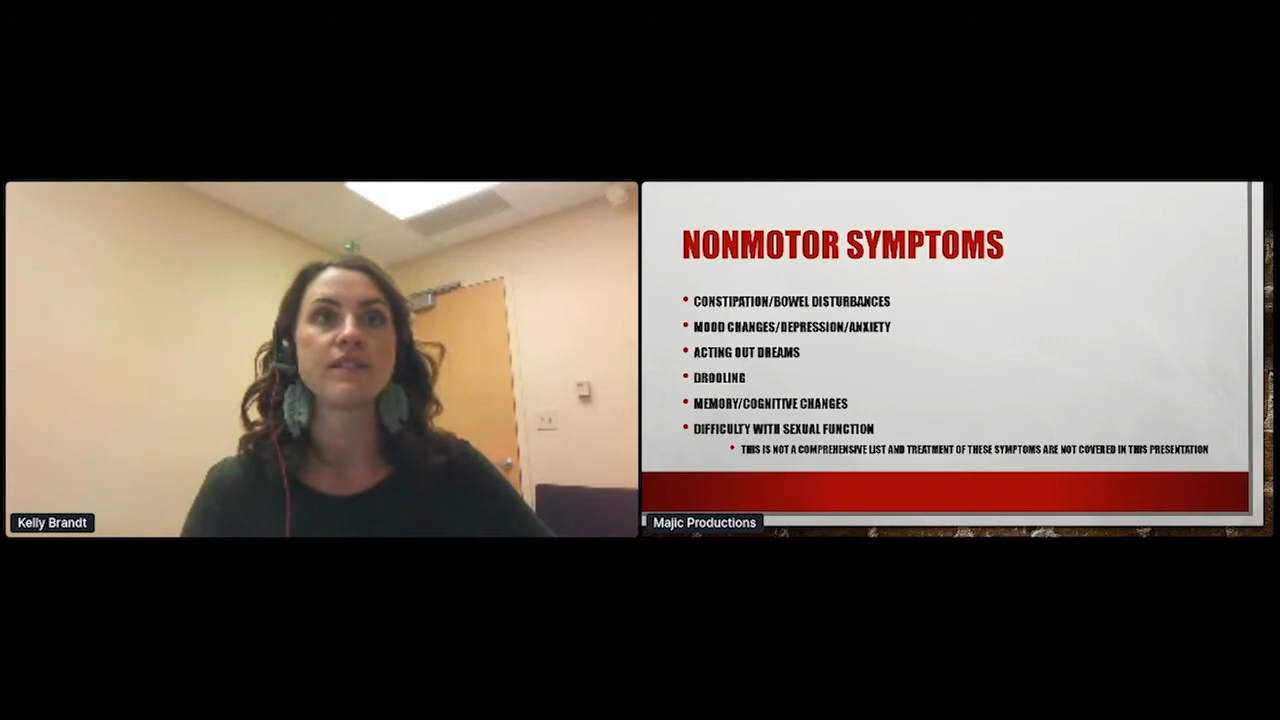 NONMOTOR SYMPTOMS
CONSTIPATION/BOWEL DISTURBANCES
MOOD CHANGES/DEPRESSION/ANXIETY
ACTING OUT DREAMS
DROOLING
MEMORY/COGNITIVE CHANGES
DIFFICULTY WITH SEXUAL FUNCTION
THIS IS NOT A COMPREHENSIVE LIST AND TREATMENT OF THESE SYMPTOMS ARE NOT COVERED IN THIS PRESENTATION
Kelly Brandt
Majic Productions